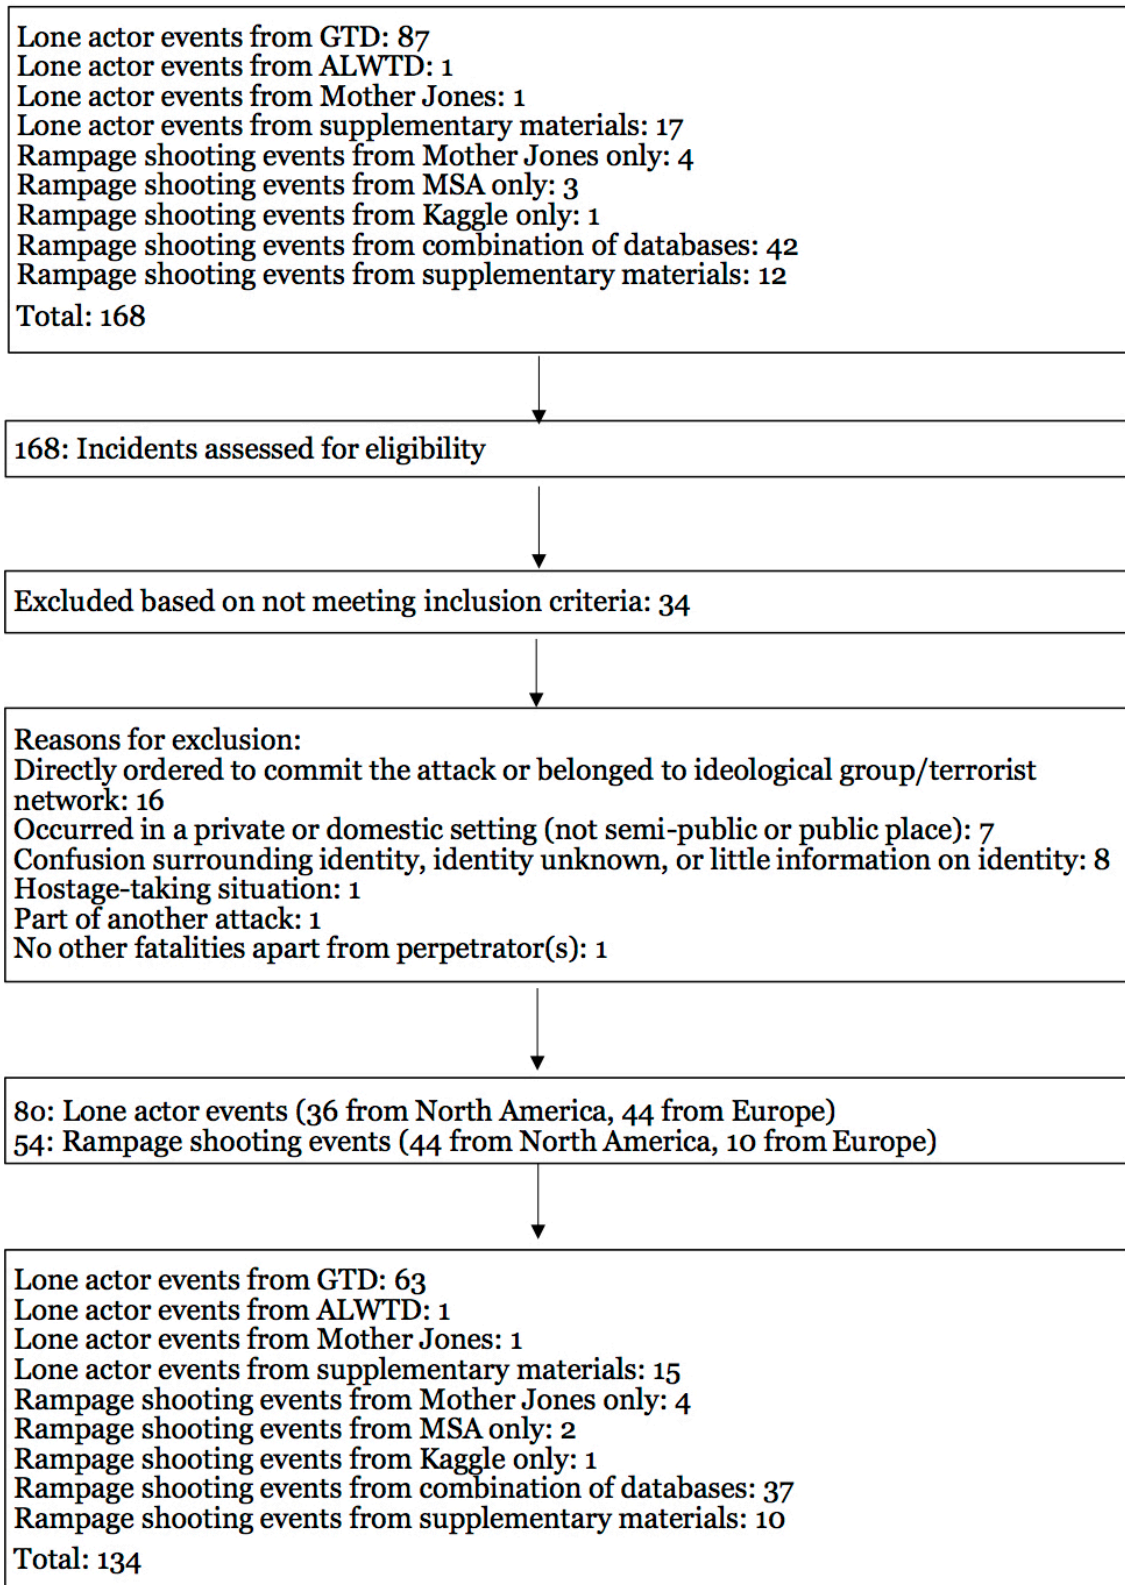 Lone actor events from GTD: 87
Lone actor events from ALWTD: 1
Lone actor events from Mother Jones: 1
Lone actor events from supplementary materials: 17
Rampage shooting events from Mother Jones only: 4
Rampage shooting events from MSA only: 3
Rampage shooting events from Kaggle only: 1
Rampage shooting events from combination of databases: 42
Rampage shooting events from supplementary materials: 12
Total: 168
168: Incidents assessed for eligibility
Excluded based on not meeting inclusion criteria: 34
Reasons for exclusion:
Directly ordered to commit the attack or belonged to ideological group/terrorist
network: 16
Occurred in a private or domestic setting (not semi-public or public place): 7
Confusion surrounding identity, identity unknown, or little information on identity: 8
Hostage-taking situation: 1
Part of another attack: 1
No other fatalities apart from perpetrator(s): 1
80: Lone actor events (36 from North America, 44 from Europe)
54: Rampage shooting events (44 from North America, 10 from Europe)
Lone actor events from GTD: 63
Lone actor events from ALWTD: 1
Lone actor events from Mother Jones: 1
Lone actor events from supplementary materials: 15
Rampage shooting events from Mother Jones only: 4
Rampage shooting events from MSA only: 2
Rampage shooting events from Kaggle only: 1
Rampage shooting events from combination of databases: 37
Rampage shooting events from supplementary materials: 10
Total: 134